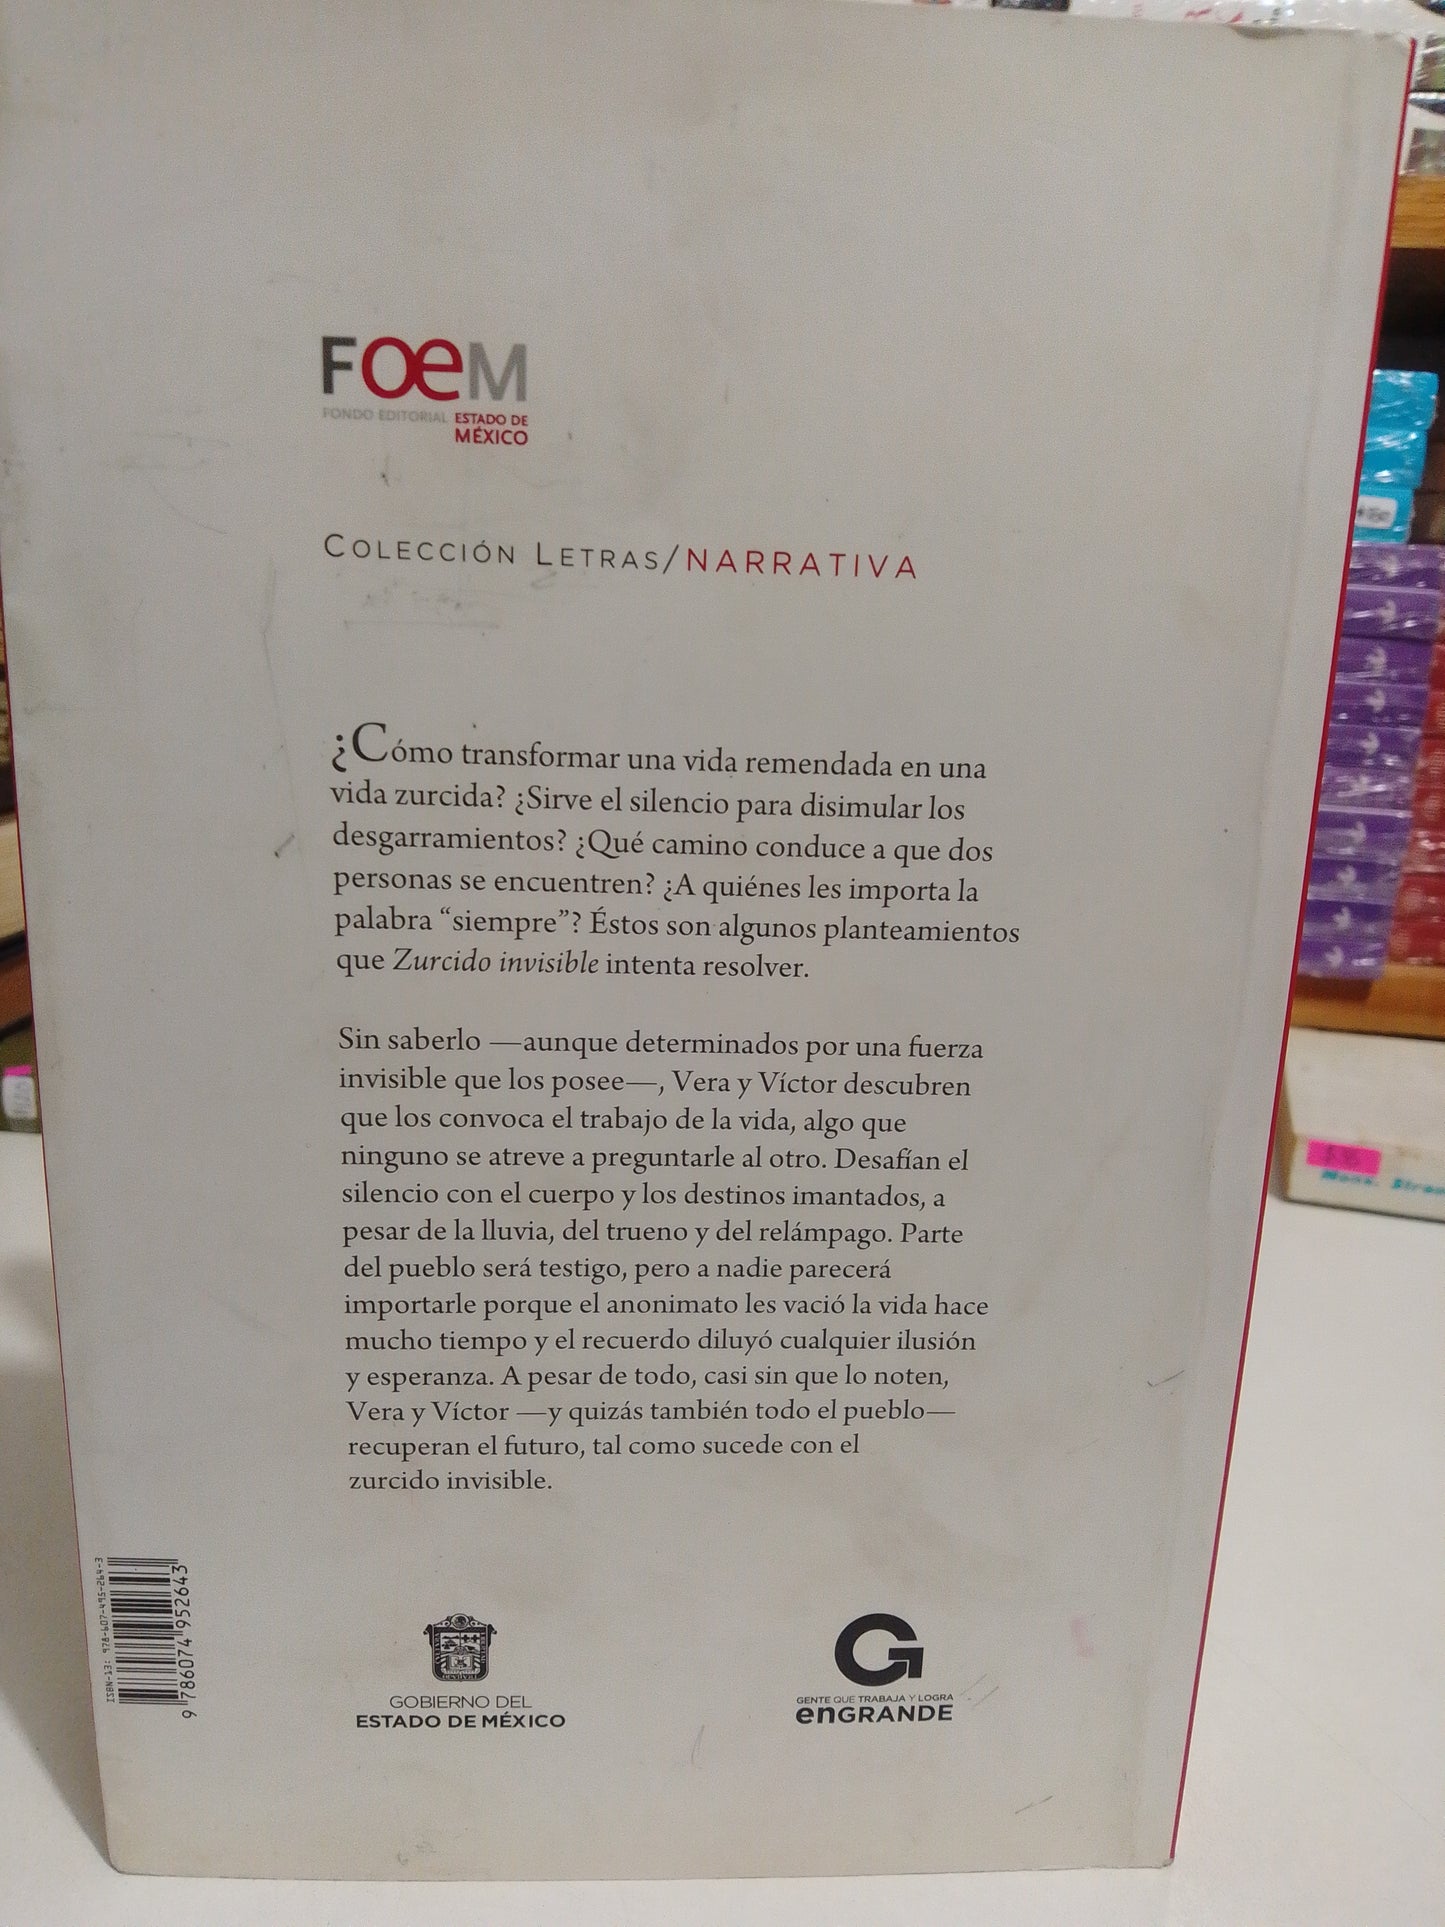 FOEM
FONDO EDITORIAL ESTADO DE
MÉXICO
COLECCIÓN LETRAS/NARRATIVA
¿Cómo transformar una vida remendada en una
vida zurcida? ¿Sirve el silencio para disimular los
desgarramientos? ¿Qué camino conduce a que dos
personas se encuentren? ¿A quiénes les importa la
palabra “siempre”? Éstos son algunos planteamientos
que Zurcido invisible intenta resolver.
Sin saberlo —aunque determinados por una fuerza
invisible que los posee—, Vera y Víctor descubren
que los convoca el trabajo de la vida, algo que
ninguno se atreve a preguntarle al otro. Desafían el
silencio con el cuerpo y los destinos imantados, a
pesar de la lluvia, del trueno y del relámpago. Parte
del pueblo será testigo, pero a nadie parecerá
importarle porque el anonimato les vació la vida hace
mucho tiempo y el recuerdo diluyó cualquier ilusión
y esperanza. A pesar de todo, casi sin que lo noten,
Vera y Víctor —y quizás también todo el pueblo—
recuperan el futuro, tal como sucede con el
zurcido invisible.
ISBN-13: 978-607-495-264-3
9 786074 952643
GOBIERNO DEL
ESTADO DE MÉXICO
GENTE QUE TRABAJA Y LOGRA
enGRANDE